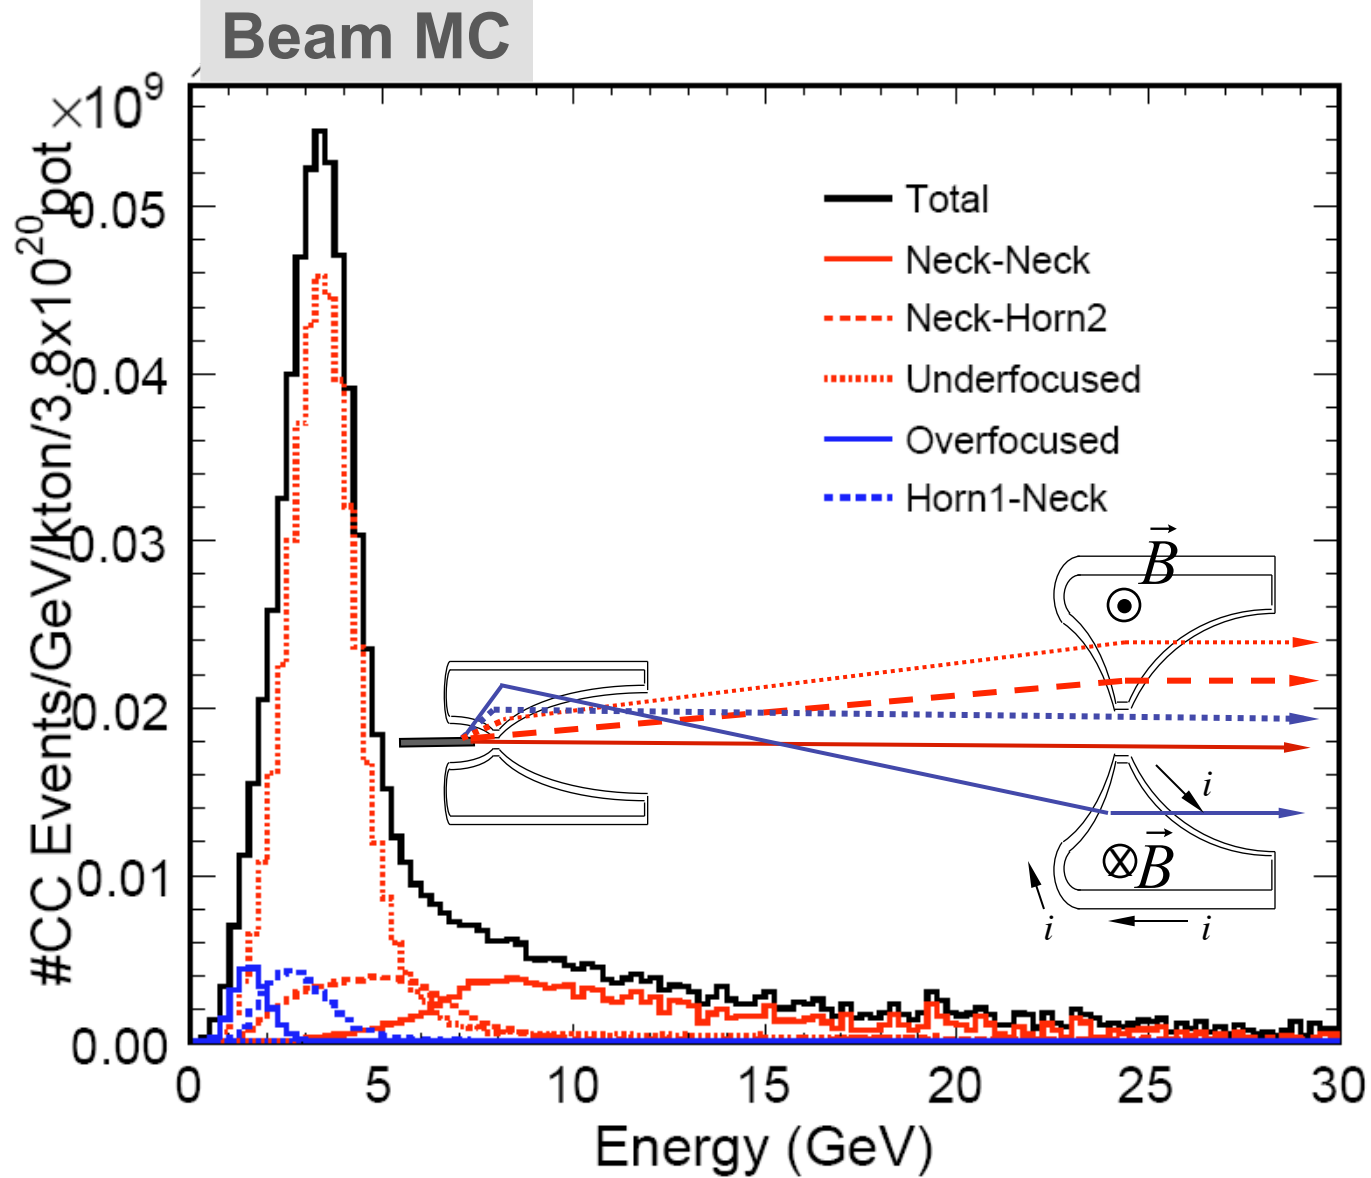 Beam MC
×10⁹
#CC Events/GeV/kton/3.8x10²⁰pot
0.05
0.04
0.03
0.02
0.01
0.00
Total
Neck-Neck
Neck-Horn2
Underfocused
Overfocused
Horn1-Neck
B
i
B
i
i
0
5
10
15
20
25
30
Energy (GeV)